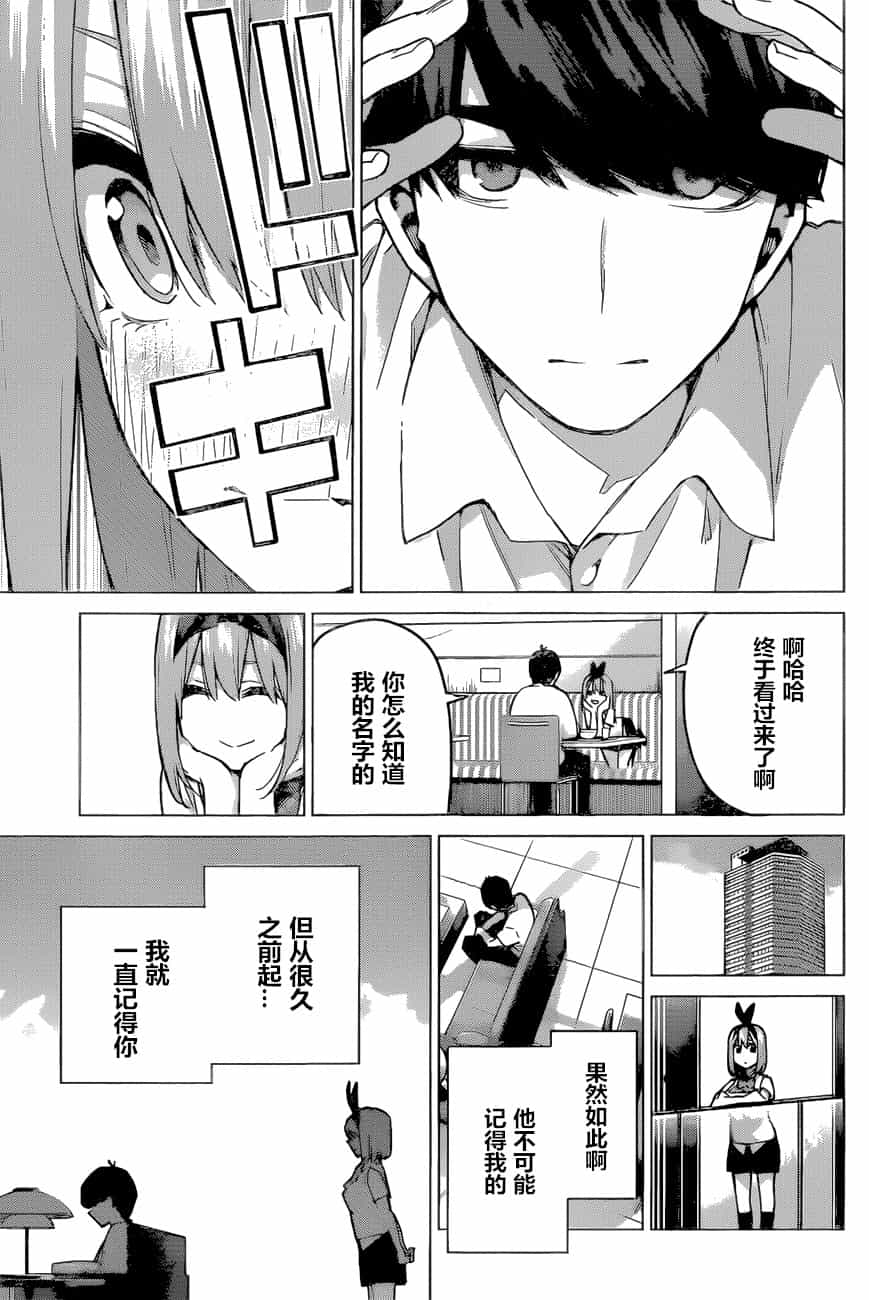 ドキ
啊哈哈
终于看过来了啊
你怎么知道
我的名字的
果然如此啊
他不可能
记得我的
但从很久
之前起…
我就
一直记得你